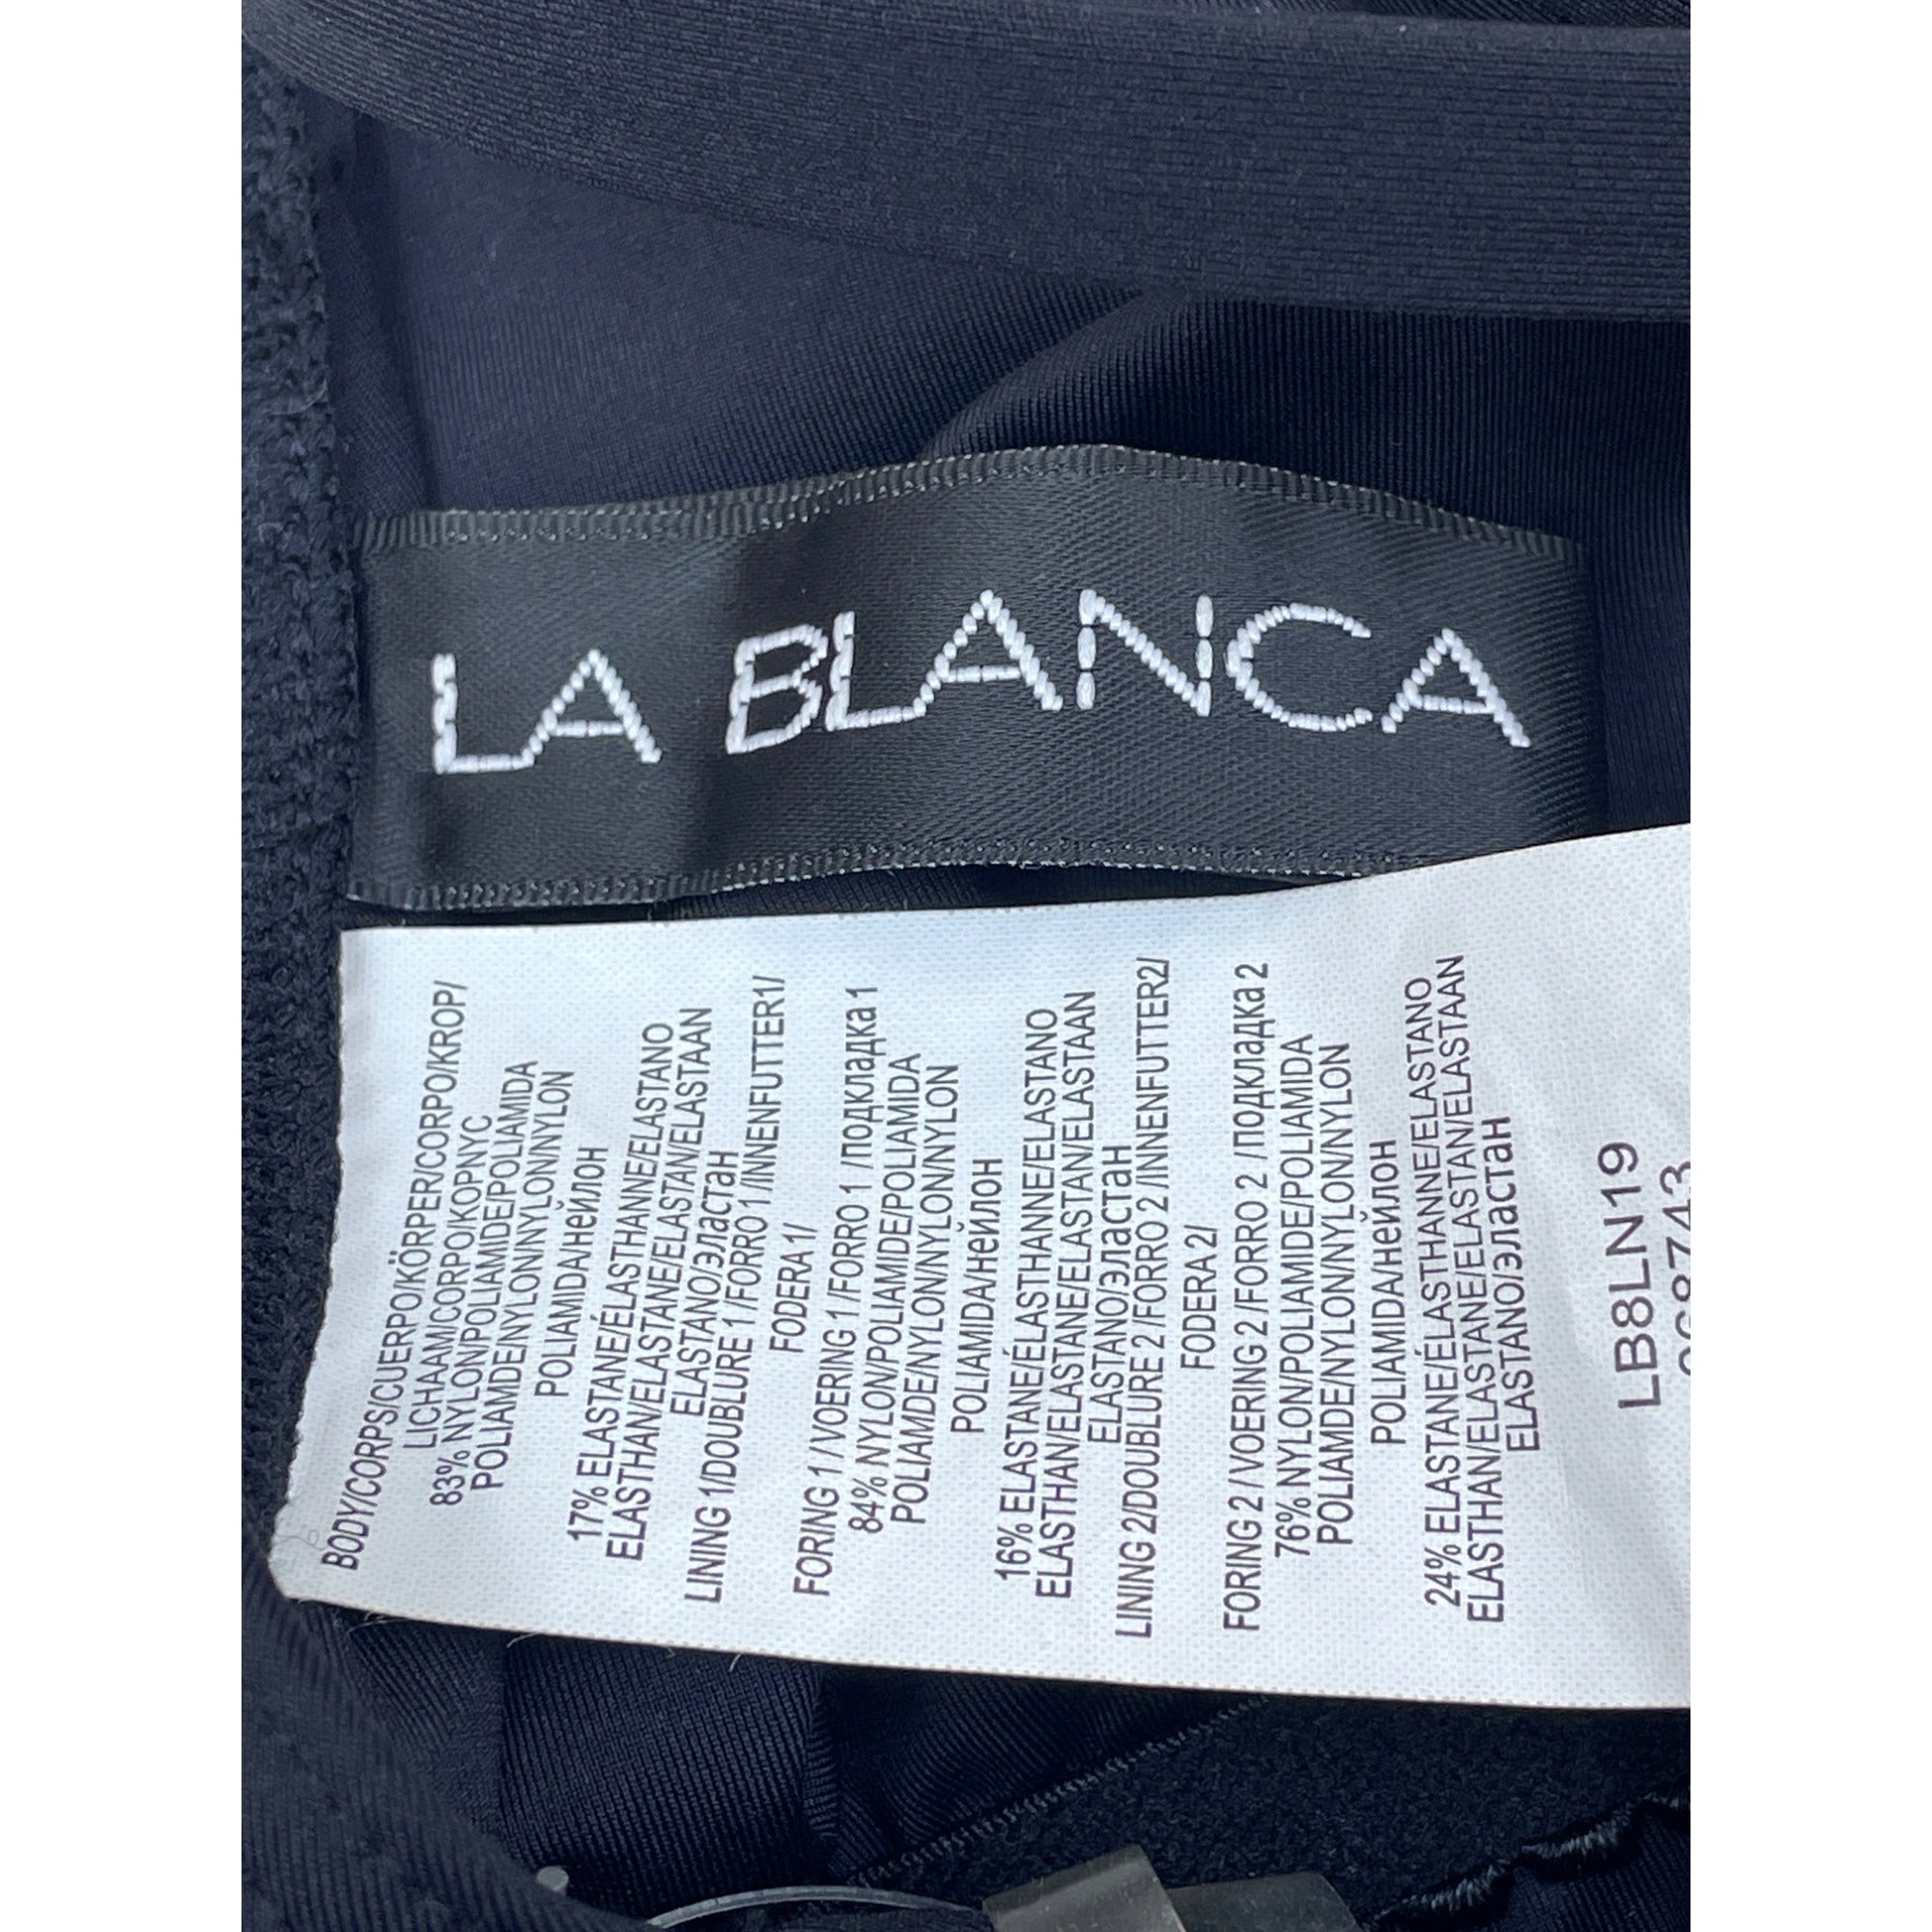 LA BLANCA
BODY/CORPS/CUERPO/KÖRPER/CORPO/KROP/
LICHAAM/CORPO/KOPNYC
83% NYLON/POLIAMIDE/POLIAMIDA
POLIAMDE/NYLON/NYLON/NYLON
POLIAMIDA/нейлон
17% ELASTANE/ÉLASTHANNE/ELASTANO
ELASTHAN/ELASTANE/ELASTAN/ELASTAAN
ELASTANO/эластан
LINING 1/DOUBLURE 1 /FORRO 1 /INNENFUTTER1/
FODERA 1/
FORING 1 / VOERING 1 /FORRO 1 /подкладка 1
84% NYLON/POLIAMIDE/POLIAMIDA
POLIAMDE/NYLON/NYLON/NYLON
POLIAMIDA/нейлон
16% ELASTANE/ÉLASTHANNE/ELASTANO
ELASTHAN/ELASTANE/ELASTAN/ELASTAAN
ELASTANO/эластан
LINING 2/DOUBLURE 2 /FORRO 2 /INNENFUTTER2/
FODERA 2/
FORING 2 / VOERING 2 /FORRO 2 /подкладка 2
76% NYLON/POLIAMIDE/POLIAMIDA
POLIAMDE/NYLON/NYLON/NYLON
POLIAMIDA/нейлон
24% ELASTANE/ÉLASTHANNE/ELASTANO
ELASTHAN/ELASTANE/ELASTAN/ELASTAAN
ELASTANO/эластан
LB8LN19